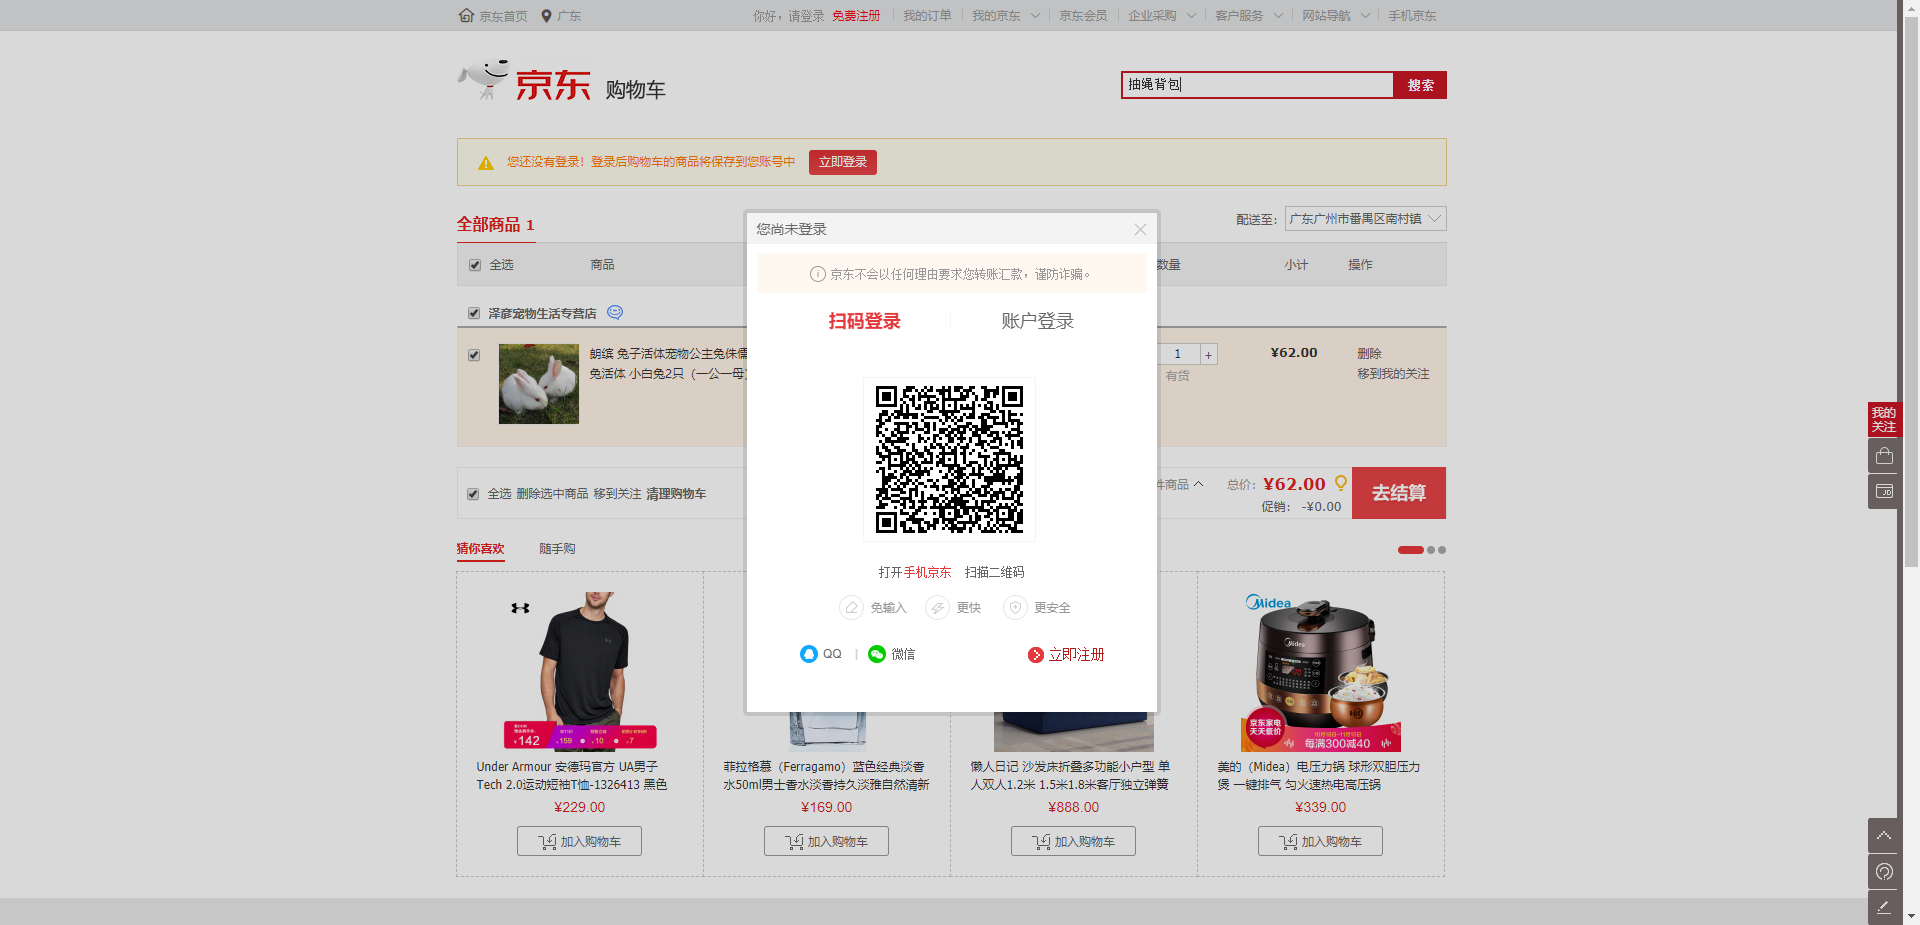 京东首页 广东
你好，请登录 免费注册 我的订单 我的京东 京东会员 企业采购 客户服务 网站导航 手机京东
京东 购物车
抽绳背包 搜索
您还没有登录！登录后购物车的商品将保存到您账号中 立即登录
全部商品 1
配送至： 广东广州市番禺区南村镇
全选 商品 数量 小计 操作
泽彦宠物生活专营店
朗缤 兔子活体宠物公主兔侏儒
兔活体 小白兔2只（一公一母）
1 +
有货
¥62.00
删除
移到我的关注
全选 删除选中商品 移到关注 清理购物车
件商品 总价： ¥62.00
促销： -¥0.00
去结算
您尚未登录
京东不会以任何理由要求您转账汇款，谨防诈骗。
扫码登录 账户登录
打开手机京东 扫描二维码
免输入 更快 更安全
QQ | 微信 立即注册
我的
关注
JD
猜你喜欢 随手购
142 159 10 7
Under Armour 安德玛官方 UA男子
Tech 2.0运动短袖T恤-1326413 黑色
¥229.00
加入购物车
菲拉格慕（Ferragamo）蓝色经典淡香
水50ml男士香水淡香持久淡雅自然清新
¥169.00
加入购物车
懒人日记 沙发床折叠多功能小户型 单
人双人1.2米 1.5米1.8米客厅独立弹簧
¥888.00
加入购物车
Midea
Midea
京东家电
天天低价
10月18日-11月15日
每满300减40
美的（Midea）电压力锅 球形双胆压力
煲 一键排气 匀火速热电高压锅
¥339.00
加入购物车